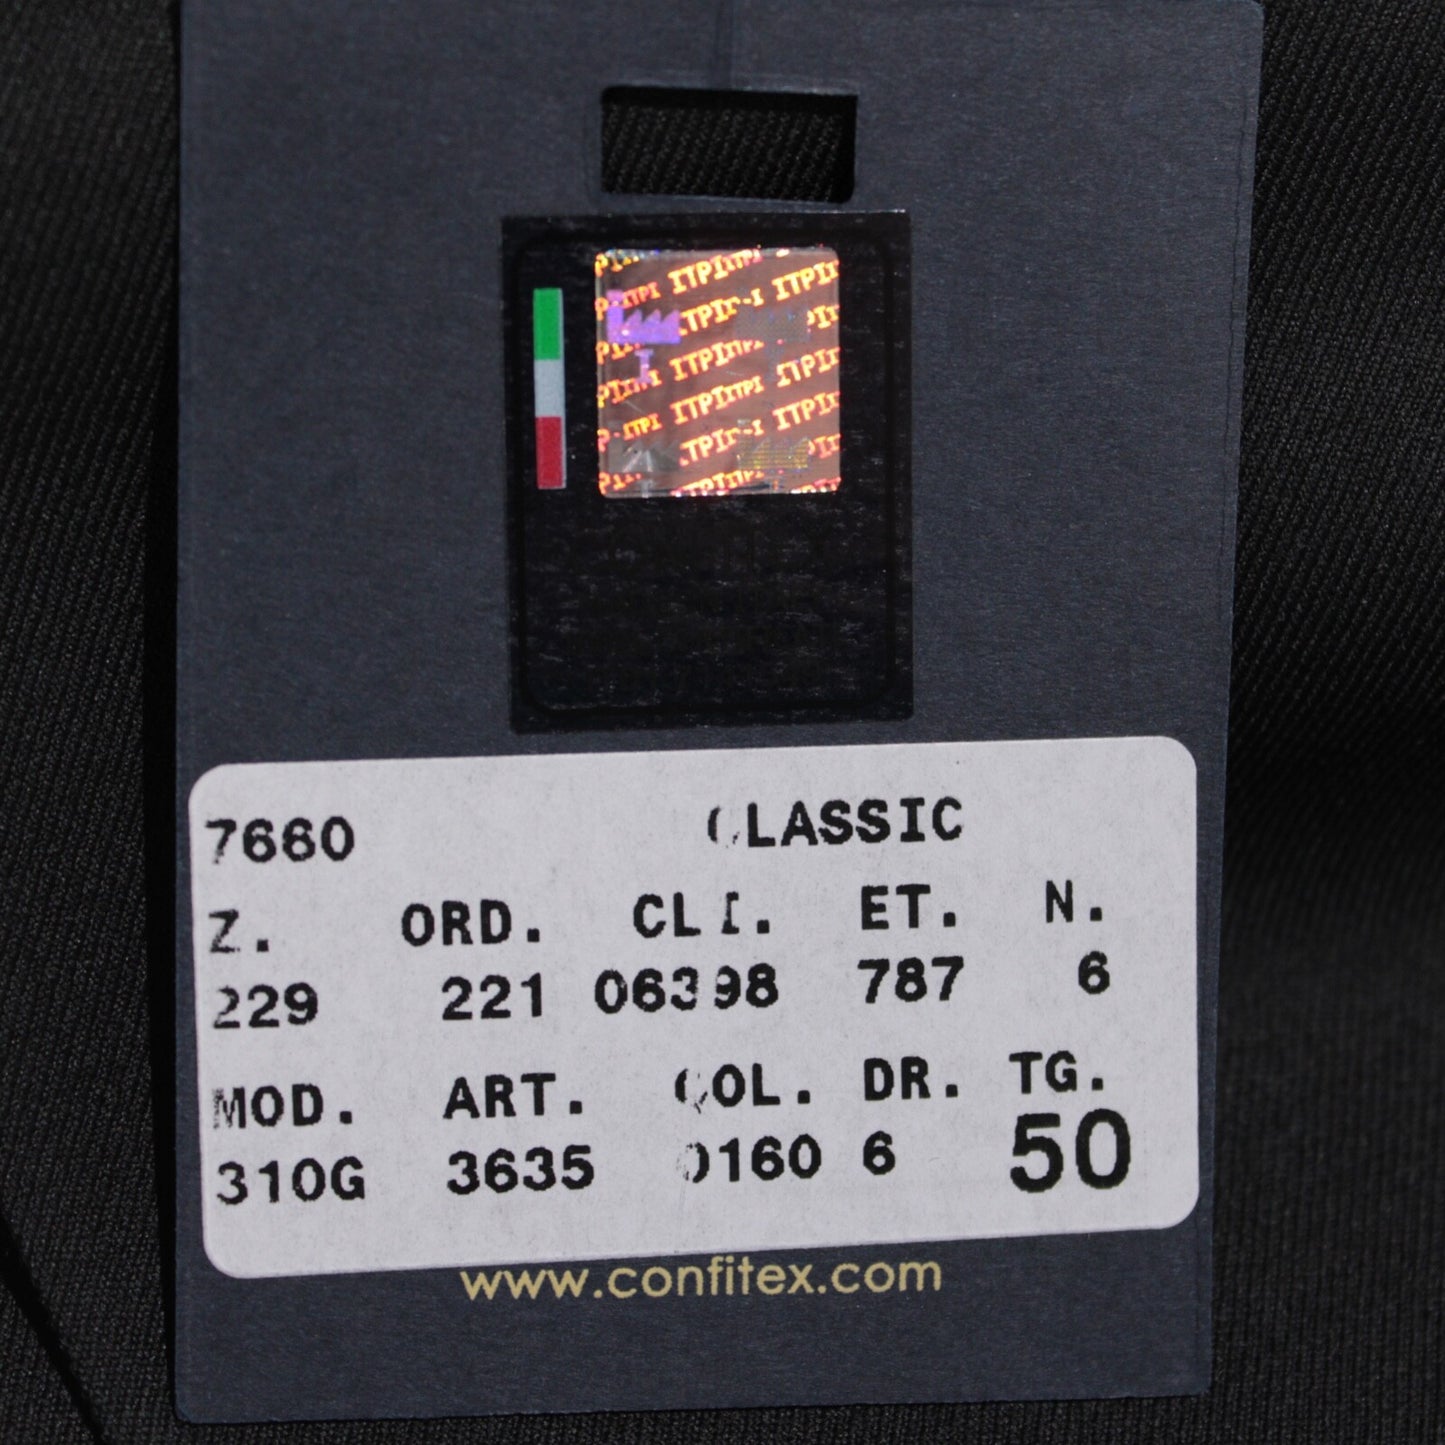 ITPI
7660 CLASSIC
Z. ORD. CLI. ET. N.
229 221 06398 787 6
MOD. ART. COL. DR. TG.
310G 3635 0160 6 50
www.confitex.com